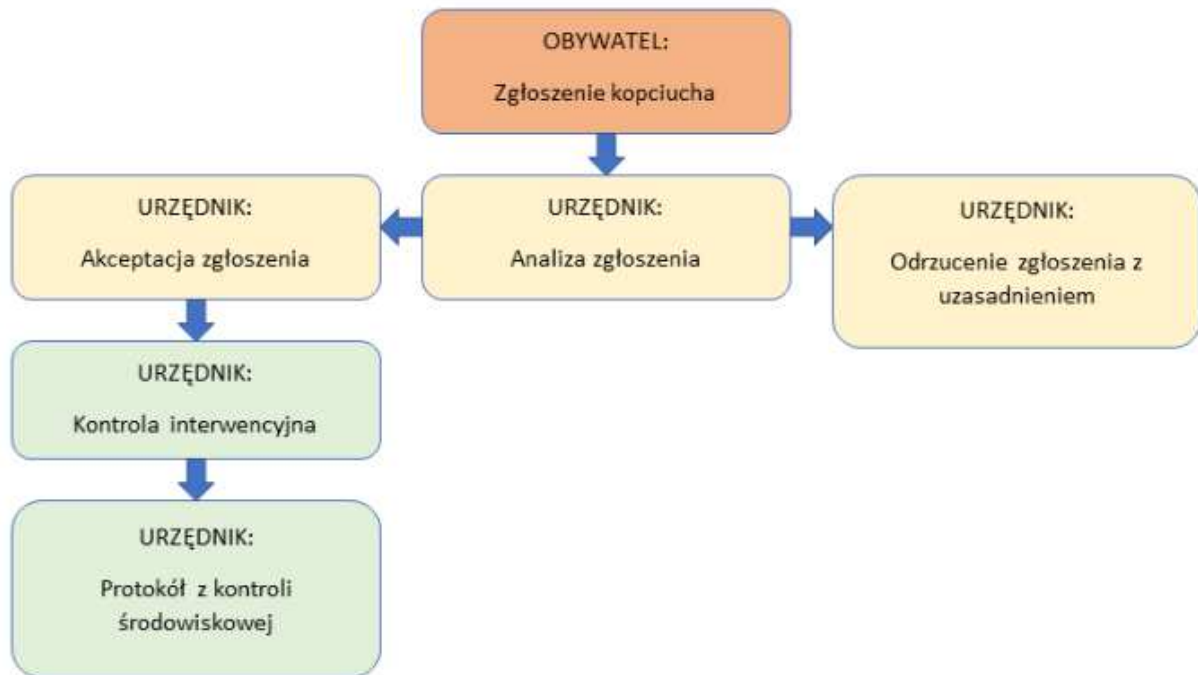 OBYWATEL:
Zgłoszenie kopciucha
URZĘDNIK:
Akceptacja zgłoszenia
URZĘDNIK:
Analiza zgłoszenia
URZĘDNIK:
Odrzucenie zgłoszenia z
uzasadnieniem
URZĘDNIK:
Kontrola interwencyjna
URZĘDNIK:
Protokół z kontroli
środowiskowej